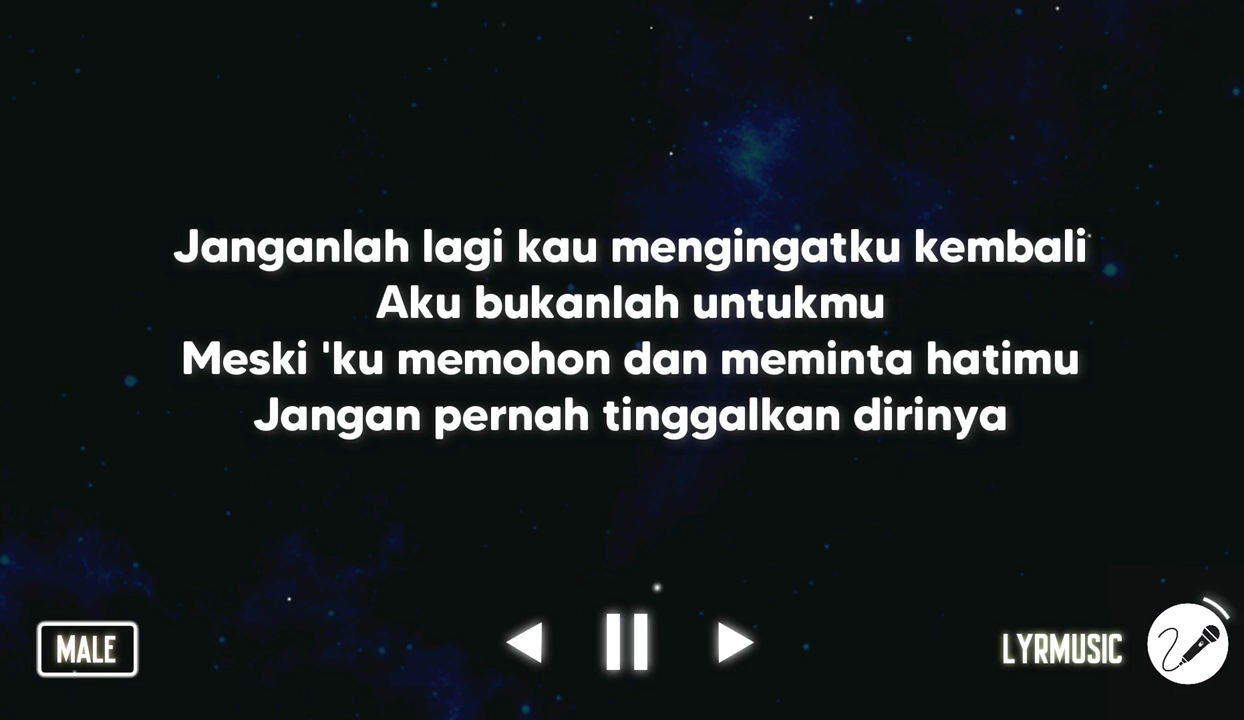 Janganlah lagi kau mengingatku kembali
Aku bukanlah untukmu
Meski 'ku memohon dan meminta hatimu
Jangan pernah tinggalkan dirinya
MALE
LYRMUSIC